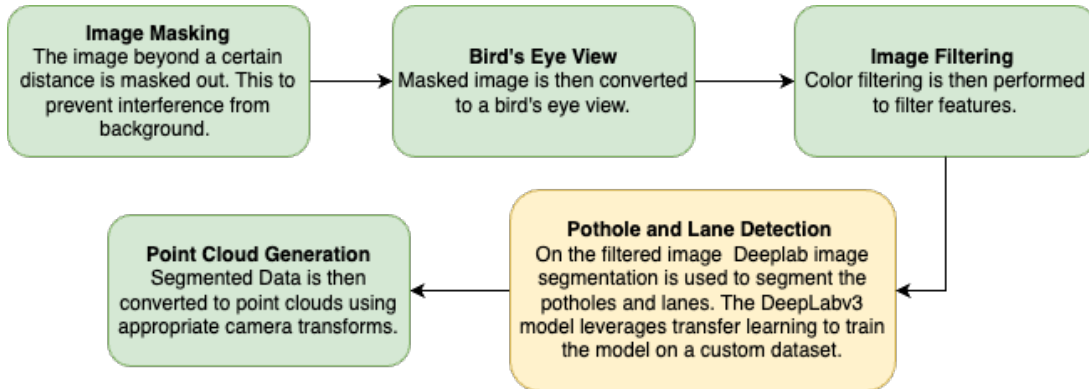 Image Masking
The image beyond a certain
distance is masked out. This to
prevent interference from
background.
Bird's Eye View
Masked image is then converted
to a bird's eye view.
Image Filtering
Color filtering is then performed
to filter features.
Pothole and Lane Detection
On the filtered image  Deeplab image
segmentation is used to segment the
potholes and lanes. The DeepLabv3
model leverages transfer learning to train
the model on a custom dataset.
Point Cloud Generation
Segmented Data is then
converted to point clouds using
appropriate camera transforms.